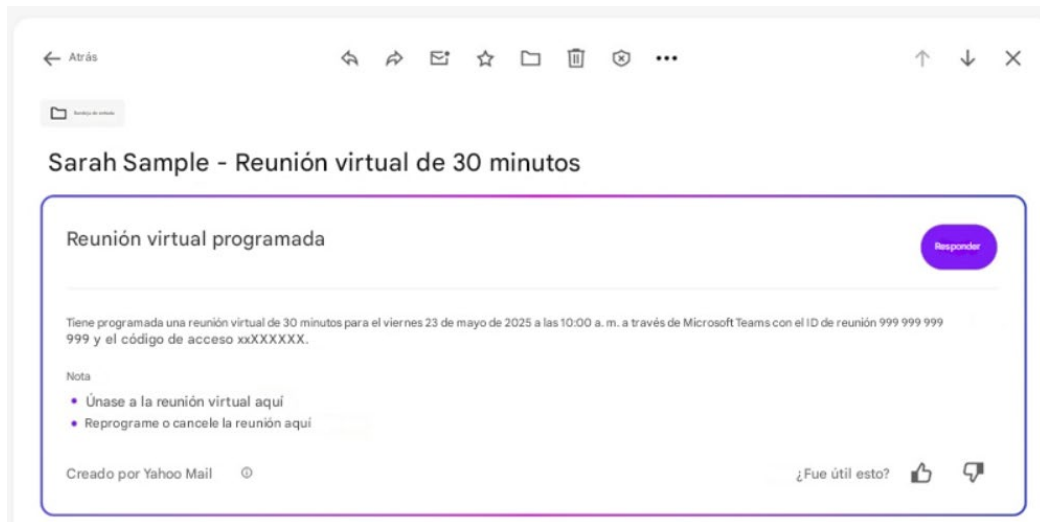 Atrás
Bandeja de entrada
Sarah Sample - Reunión virtual de 30 minutos
Reunión virtual programada
Responder
Tiene programada una reunión virtual de 30 minutos para el viernes 23 de mayo de 2025 a las 10:00 a. m. a través de Microsoft Teams con el ID de reunión 999 999 999
999 y el código de acceso xxXXXXXX.
Nota
• Únase a la reunión virtual aquí
• Reprograme o cancele la reunión aquí
Creado por Yahoo Mail
¿Fue útil esto?